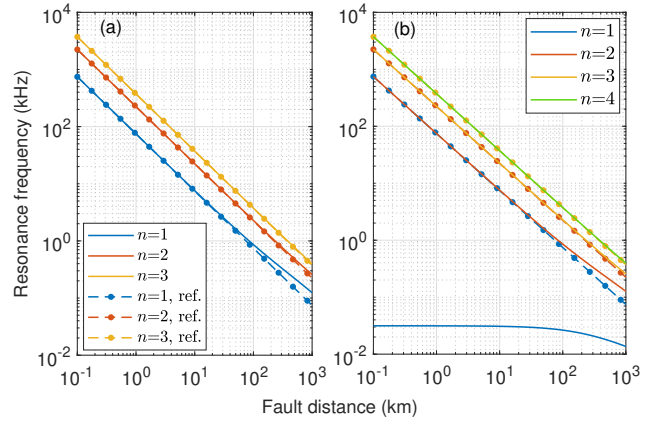 (a)
(b)
10^4
10^2
10^0
10^-2
Resonance frequency (kHz)
n=1
n=2
n=3
n=1, ref.
n=2, ref.
n=3, ref.
10^-1
10^0
10^1
10^2
10^3
10^4
10^2
10^0
10^-2
n=1
n=2
n=3
n=4
10^-1
10^0
10^1
10^2
10^3
Fault distance (km)